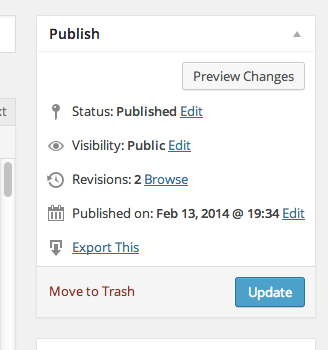 Publish
Preview Changes
Status: Published Edit
xt
Visibility: Public Edit
Revisions: 2 Browse
Published on: Feb 13, 2014 @ 19:34 Edit
Export This
Move to Trash
Update